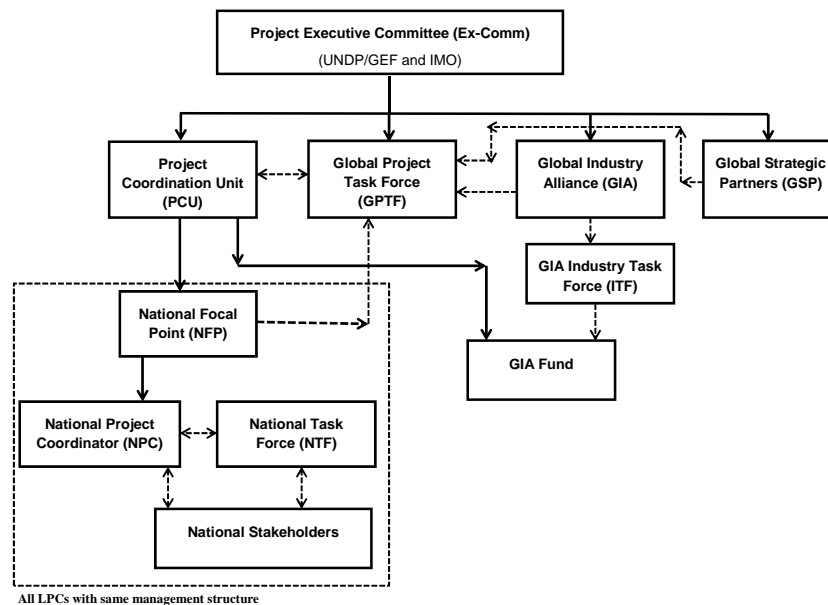 Project Executive Committee (Ex-Comm)
(UNDP/GEF and IMO)
Project
Coordination Unit
(PCU)
Global Project
Task Force
(GPTF)
Global Industry
Alliance (GIA)
Global Strategic
Partners (GSP)
GIA Industry Task
Force (ITF)
National Focal
Point (NFP)
GIA Fund
National Project
Coordinator (NPC)
National Task
Force (NTF)
National Stakeholders
All LPCs with same management structure